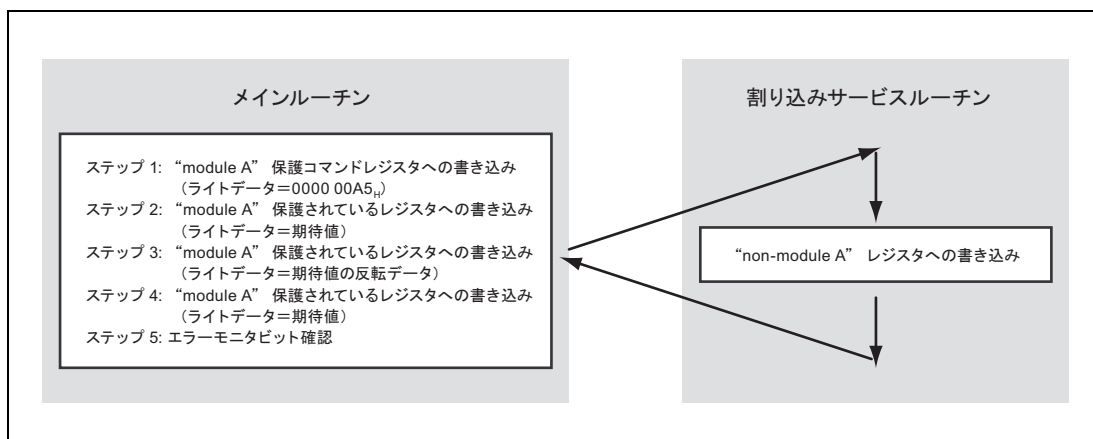 メインルーチン
ステップ 1: “module A” 保護コマンドレジスタへの書き込み
（ライトデータ＝0000 00A5H）
ステップ 2: “module A” 保護されているレジスタへの書き込み
（ライトデータ＝期待値）
ステップ 3: “module A” 保護されているレジスタへの書き込み
（ライトデータ＝期待値の反転データ）
ステップ 4: “module A” 保護されているレジスタへの書き込み
（ライトデータ＝期待値）
ステップ 5: エラーモニタビット確認
割り込みサービスルーチン
“non-module A” レジスタへの書き込み